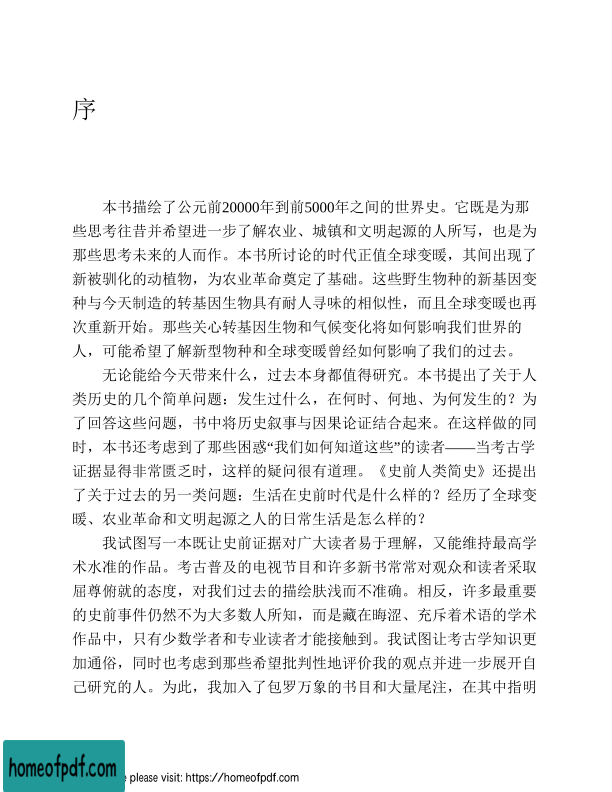 序
本书描绘了公元前20000年到前5000年之间的世界史。它既是为那
些思考往昔并希望进一步了解农业、城镇和文明起源的人所写，也是为
那些思考未来的人而作。本书所讨论的时代正值全球变暖，其间出现了
新被驯化的动植物，为农业革命奠定了基础。这些野生物种的新基因变
种与今天制造的转基因生物具有耐人寻味的相似性，而且全球变暖也再
次重新开始。那些关心转基因生物和气候变化将如何影响我们世界的
人，可能希望了解新型物种和全球变暖曾经如何影响了我们的过去。
无论能给今天带来什么，过去本身都值得研究。本书提出了关于人
类历史的几个简单问题：发生过什么，在何时、何地、为何发生的？为
了回答这些问题，书中将历史叙事与因果论证结合起来。在这样做的同
时，本书还考虑到了那些困惑“我们如何知道这些”的读者——当考古学
证据显得非常匮乏时，这样的疑问很有道理。《史前人类简史》还提出
了关于过去的另一类问题：生活在史前时代是什么样的？经历了全球变
暖、农业革命和文明起源之人的日常生活是怎么样的？
我试图写一本既让史前证据对广大读者易于理解，又能维持最高学
术水准的作品。考古普及的电视节目和许多新书常常对观众和读者采取
屈尊俯就的态度，对我们过去的描绘肤浅而不准确。相反，许多最重要
的史前事件仍然不为大多数人所知，而是藏在晦涩、充斥着术语的学术
作品中，只有少数学者和专业读者才能接触到。我试图让考古学知识更
加通俗，同时也考虑到那些希望批判性地评价我的观点并进一步展开自
己研究的人。为此，我加入了包罗万象的书目和大量尾注，在其中指明
homeofpdf.com
e please visit: https://homeofpdf.com